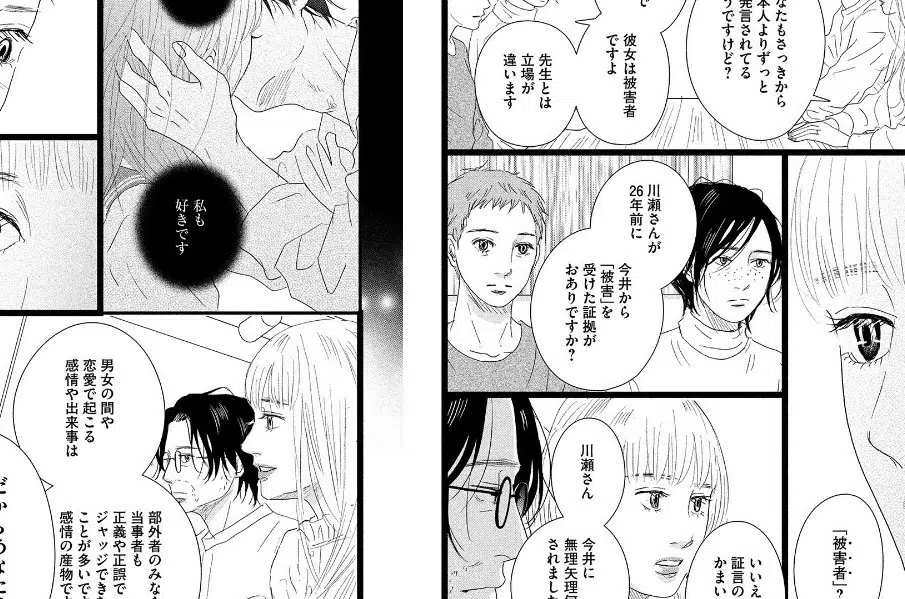 なたもさっきから
本人よりずっと
発言されてる
うですけど?
で
彼女は被害者
ですよ
先生とは
立場が
違います
川瀬さんが
26年前に
今井から
「被害」を
受けた証拠が
おありですか?
「被害者」?
いいえ
証言の
かまい
川瀬さん
今井に
無理矢理何
されました
好き
私も
好きです
男女の間や
恋愛で起こる
感情や出来事は
部外者のみな
当事者も
正義や正誤で
ジャッジできた
ことが多いです
感情の産物です